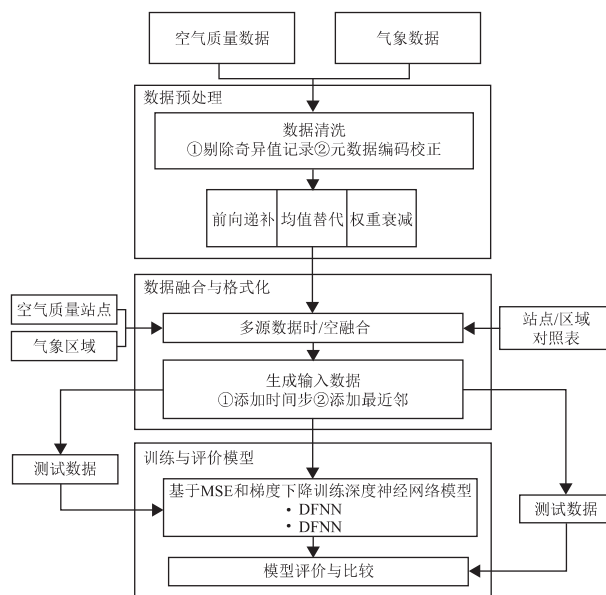 空气质量数据
气象数据
数据预处理
数据清洗
①剔除奇异值记录②元数据编码校正
前向递补
均值替代
权重衰减
数据融合与格式化
空气质量站点
气象区域
多源数据时/空融合
站点/区域
对照表
生成输入数据
①添加时间步②添加最近邻
测试数据
训练与评价模型
基于MSE和梯度下降训练深度神经网络模型
· DFNN
· DFNN
测试数据
模型评价与比较